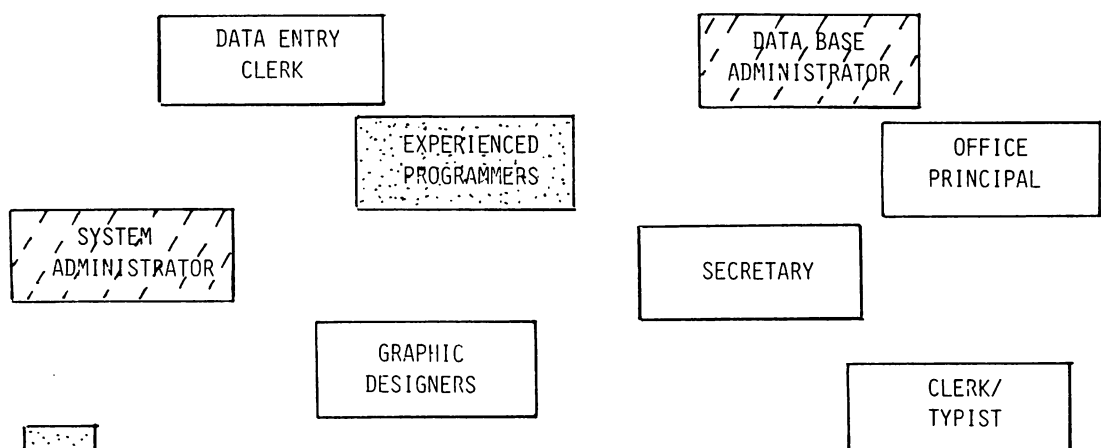 DATA ENTRY
CLERK
DATA BASE
ADMINISTRATOR
EXPERIENCED
PROGRAMMERS
OFFICE
PRINCIPAL
SYSTEM
ADMINISTRATOR
SECRETARY
GRAPHIC
DESIGNERS
CLERK/
TYPIST